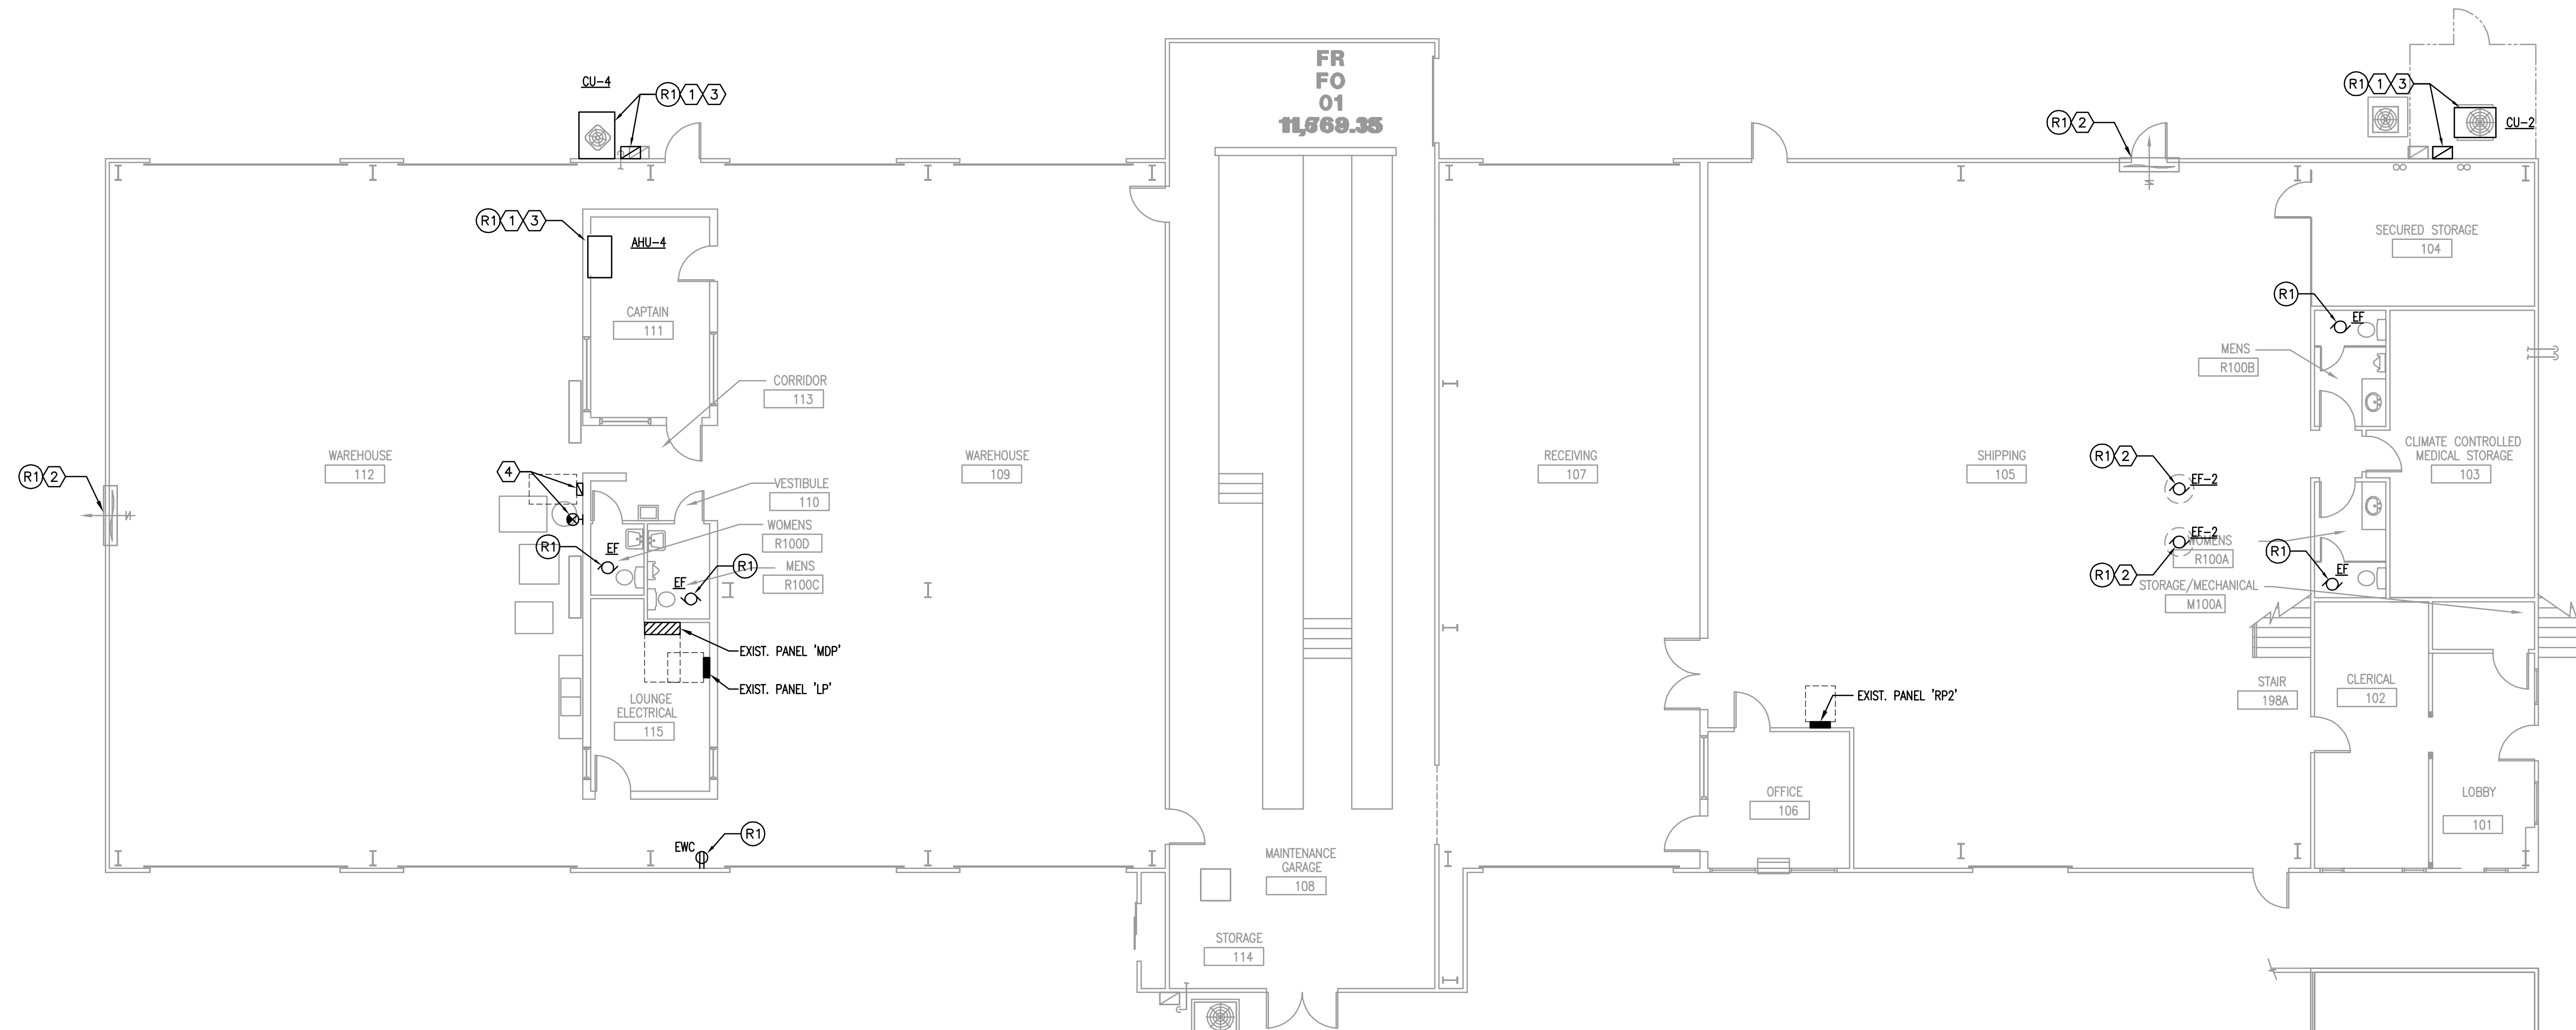 FR
FO
01
CU-4
R1 1 3
R1 1 3
CU-2
R1 2
R1 1 3
AHU-4
SECURED STORAGE
104
R1
EF
CAPTAIN
111
MENS
R100B
CORRIDOR
113
WAREHOUSE
112
WAREHOUSE
109
RECEIVING
107
SHIPPING
105
R1 2
EF-2
CLIMATE CONTROLLED
MEDICAL STORAGE
103
R1 2
4
VESTIBULE
110
WOMENS
R100D
R1
EF
MENS
R100C
R1
EF
EF-2
R1 2
WOMENS
R100A
R1
EF
STORAGE/MECHANICAL
M100A
EXIST. PANEL 'MDP'
EXIST. PANEL 'LP'
LOUNGE
ELECTRICAL
115
EXIST. PANEL 'RP2'
STAIR
198A
CLERICAL
102
OFFICE
106
LOBBY
101
EWC
R1
MAINTENANCE
GARAGE
108
STORAGE
114